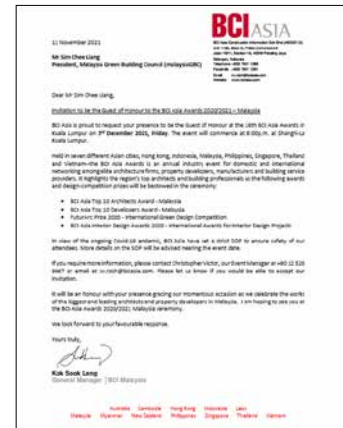 BCI ASIA
BCI Asia Construction Information Sdn Bhd
11 November 2021
Mr Sim Chee Liang
President, Malaysia Green Building Council (malaysiaGBC)
Dear Mr Sim Chee Liang,
Invitation to be the Guest of Honour to the BCI Asia Awards 2020/2021 – Malaysia
BCI Asia is proud to request your presence to be the Guest of Honour at the 16th BCI Asia Awards in
Kuala Lumpur on 3rd December 2021, Friday. The event will commence at 6:00p.m. at Shangri-La
Kuala Lumpur.
Held in seven different Asian cities, Hong Kong, Indonesia, Malaysia, Philippines, Singapore, Thailand
and Vietnam–the BCI Asia Awards is an annual industry event for domestic and international
networking amongst elite architecture firms, property developers, manufacturers and building service
providers. It highlights the region's top architects and building professionals as the following awards
and design-competition prizes will be bestowed in the ceremony:
• BCI Asia Top 10 Architects Award - Malaysia
• BCI Asia Top 10 Developers Award - Malaysia
• FuturArc Prize 2020 – International Green Design Competition
• BCI Asia Interior Design Awards 2020 – International Awards for Interior Design Projects
In view of the ongoing Covid-19 endemic, BCI Asia have set a strict SOP to ensure safety of our
attendees. More details on the SOP will be advised nearing the event date.
If you require more information, please contact Christopher Victor, our Event Manager at
or email at Please let us know if you would be able to accept our
invitation.
It will be an honour with your presence gracing our momentous occasion as we celebrate the works
of the biggest and leading architects and property developers in Malaysia. I am hoping to see you at
the BCI Asia Awards 2020/2021 Malaysia ceremony.
We look forward to your favourable response.
Yours truly,
Kok Sook Leng
General Manager | BCI Malaysia
Australia Cambodia Hong Kong Indonesia Laos
Malaysia Myanmar New Zealand Philippines Singapore Thailand Vietnam